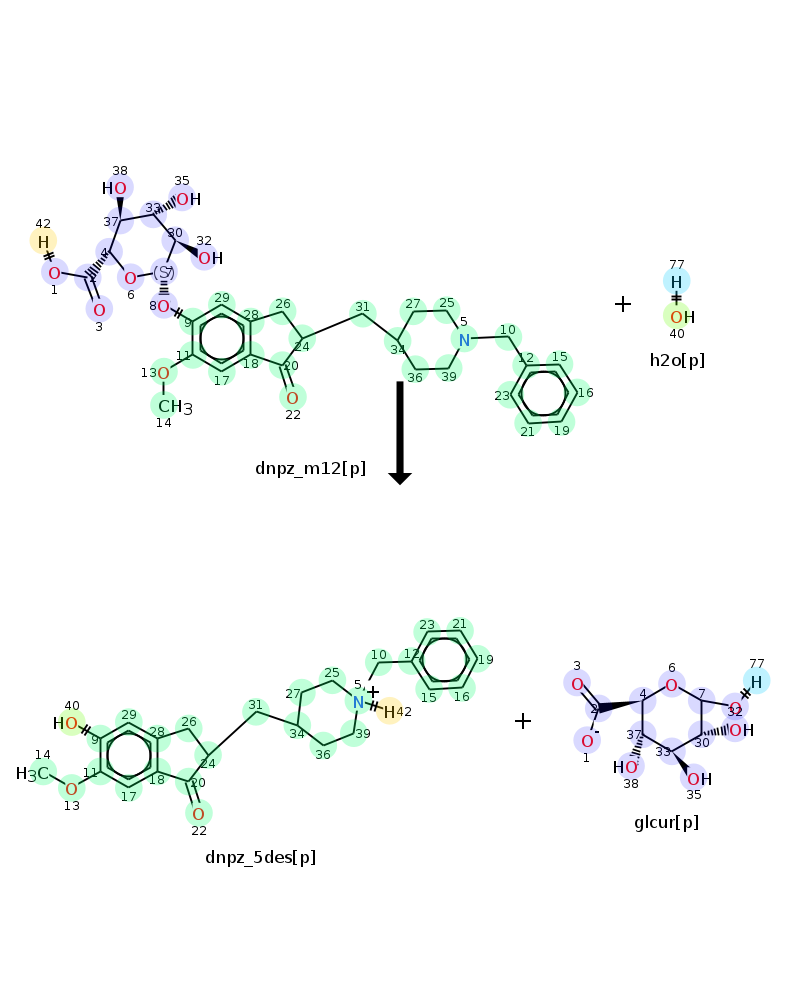 38
HO
35
OH
33
37
42
H
30
32
OH
4
O
1
2
O
6
(S)
7
O
3
8
O
9
29
28
26
31
27
25
5
N
10
+
77
H
OH
40
h2o[p]
11
13
O
18
24
20
17
34
36
39
12
15
23
16
21
19
CH3
14
O
22
dnpz_m12[p]
23
21
10
12
19
25
5
N
+
15
16
27
H
42
40
HO
31
29
26
9
28
34
39
36
24
14
H3C
11
18
20
O
13
17
O
22
dnpz_5des[p]
+
3
O
6
O
77
H
4
7
2
O
32
OH
O
-
1
37
30
33
HO
38
OH
35
glcur[p]